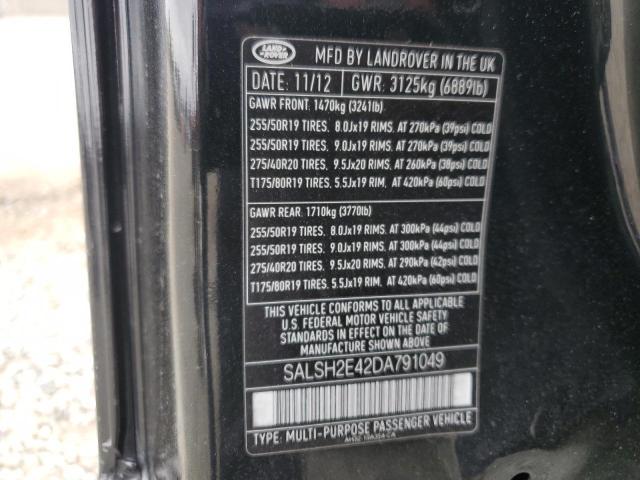 LAND ROVER
MFD BY LANDROVER IN THE UK
DATE: 11/12 GWR: 3125kg (6889lb)
GAWR FRONT: 1470kg (3241lb)
255/50R19 TIRES. 8.0Jx19 RIMS. AT 270kPa (39psi) COLD
255/50R19 TIRES. 9.0Jx19 RIMS. AT 270kPa (39psi) COLD
275/40R20 TIRES. 9.5Jx20 RIMS. AT 260kPa (38psi) COLD
T175/80R19 TIRES. 5.5Jx19 RIM. AT 420kPa (60psi) COLD
GAWR REAR: 1710kg (3770lb)
255/50R19 TIRES. 8.0Jx19 RIMS. AT 300kPa (44psi) COLD
255/50R19 TIRES. 9.0Jx19 RIMS. AT 300kPa (44psi) COLD
275/40R20 TIRES. 9.5Jx20 RIMS. AT 290kPa (42psi) COLD
T175/80R19 TIRES. 5.5Jx19 RIM. AT 420kPa (60psi) COLD
THIS VEHICLE CONFORMS TO ALL APPLICABLE
U.S. FEDERAL MOTOR VEHICLE SAFETY
STANDARDS IN EFFECT ON THE DATE OF
MANUFACTURE SHOWN ABOVE
SALSH2E42DA791049
TYPE: MULTI-PURPOSE PASSENGER VEHICLE